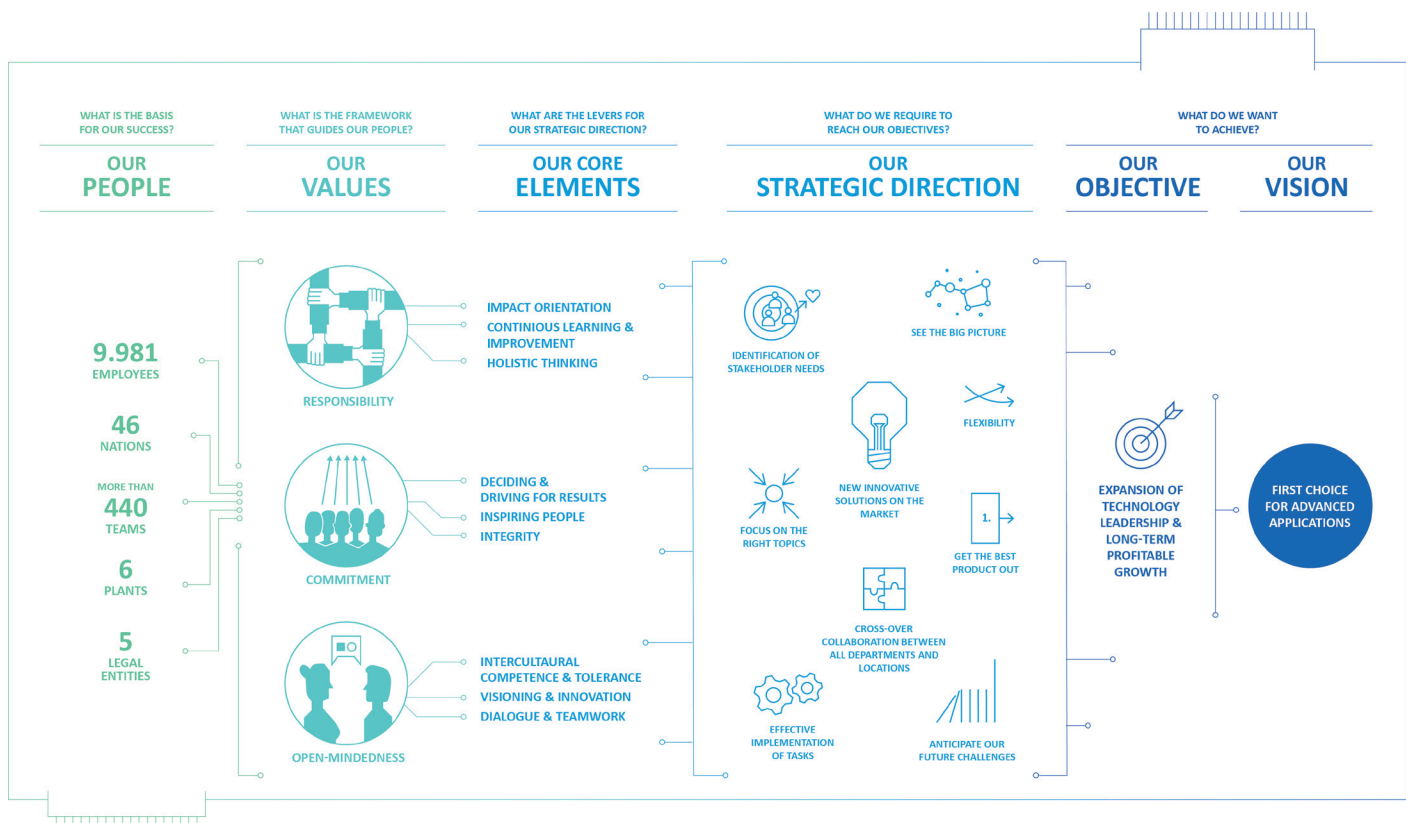 WHAT IS THE BASIS
FOR OUR SUCCESS?
OUR
PEOPLE
9.981
EMPLOYEES
46
NATIONS
MORE THAN
440
TEAMS
6
PLANTS
5
LEGAL
ENTITIES
WHAT IS THE FRAMEWORK
THAT GUIDES OUR PEOPLE?
OUR
VALUES
RESPONSIBILITY
COMMITMENT
OPEN-MINDEDNESS
WHAT ARE THE LEVERS FOR
OUR STRATEGIC DIRECTION?
OUR CORE
ELEMENTS
IMPACT ORIENTATION
CONTINIOUS LEARNING &
IMPROVEMENT
HOLISTIC THINKING
DECIDING &
DRIVING FOR RESULTS
INSPIRING PEOPLE
INTEGRITY
INTERCULTAURAL
COMPETENCE & TOLERANCE
VISIONING & INNOVATION
DIALOGUE & TEAMWORK
WHAT DO WE REQUIRE TO
REACH OUR OBJECTIVES?
OUR
STRATEGIC DIRECTION
IDENTIFICATION OF
STAKEHOLDER NEEDS
SEE THE BIG PICTURE
FLEXIBILITY
NEW INNOVATIVE
SOLUTIONS ON THE
MARKET
FOCUS ON THE
RIGHT TOPICS
1.
GET THE BEST
PRODUCT OUT
CROSS-OVER
COLLABORATION BETWEEN
ALL DEPARTMENTS AND
LOCATIONS
EFFECTIVE
IMPLEMENTATION
OF TASKS
ANTICIPATE OUR
FUTURE CHALLENGES
WHAT DO WE WANT
TO ACHIEVE?
OUR
OBJECTIVE
EXPANSION OF
TECHNOLOGY
LEADERSHIP &
LONG-TERM
PROFITABLE
GROWTH
OUR
VISION
FIRST CHOICE
FOR ADVANCED
APPLICATIONS